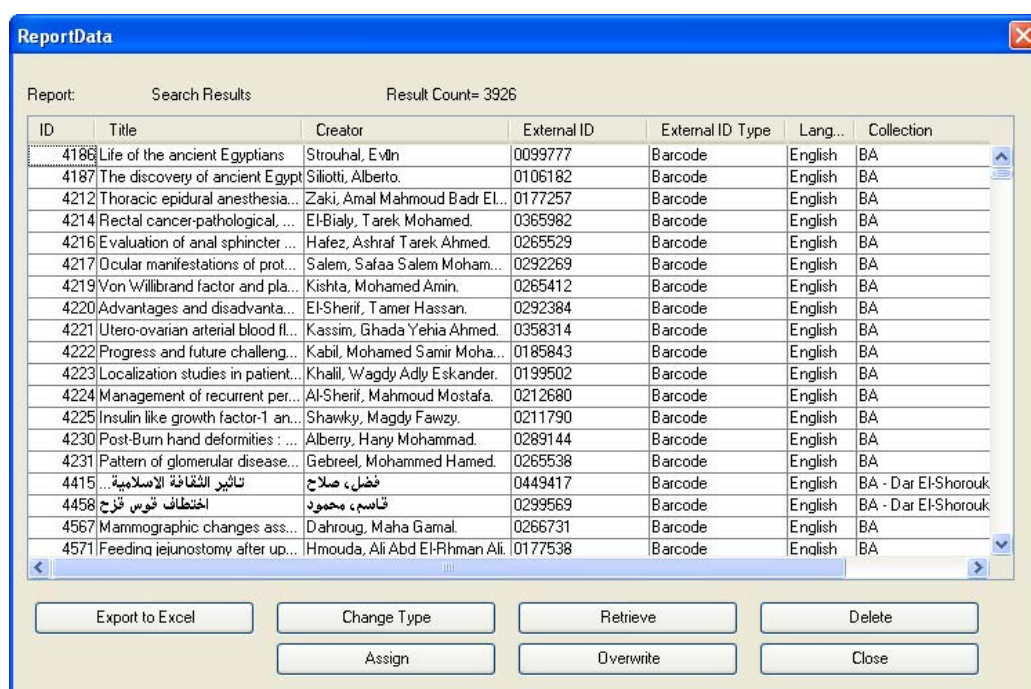 ReportData
Report: Search Results Result Count= 3926
ID Title Creator External ID External ID Type Lang... Collection
4186 Life of the ancient Egyptians Strouhal, 0099777 Barcode English BA
4187 The discovery of ancient Egypt Siliotti, Alberto. 0106182 Barcode English BA
4212 Thoracic epidural anesthesia... Zaki, Amal Mahmoud Badr El... 0177257 Barcode English BA
4214 Rectal cancer-pathological, ... El-Bialy, Tarek Mohamed. 0365982 Barcode English BA
4216 Evaluation of anal sphincter ... Hafez, Ashraf Tarek Ahmed. 0265529 Barcode English BA
4217 Ocular manifestations of prot... Salem, Safaa Salem Moham... 0292269 Barcode English BA
4219 Von Willibrand factor and pla... Kishta, Mohamed Amin. 0265412 Barcode English BA
4220 Advantages and disadvanta... El-Sherif, Tamer Hassan. 0292384 Barcode English BA
4221 Utero-ovarian arterial blood fl... Kassim, Ghada Yehia Ahmed. 0358314 Barcode English BA
4222 Progress and future challeng... Kabil, Mohamed Samir Moha... 0185843 Barcode English BA
4223 Localization studies in patient... Khalil, Wagdy Adly Eskander. 0199502 Barcode English BA
4224 Management of recurrent per... Al-Sherif, Mahmoud Mostafa. 0212680 Barcode English BA
4225 Insulin like growth factor-1 an... Shawky, Magdy Fawzy. 0211790 Barcode English BA
4230 Post-Burn hand deformities : ... Alberry, Hany Mohammad. 0289144 Barcode English BA
4231 Pattern of glomerular disease... Gebreel, Mohammed Hamed. 0265538 Barcode English BA
4415 تاثير الثقافة الاسلامية... فضل، صلاح 0449417 Barcode English BA - Dar El-Shorouk
4458 اختطاف قوس قزح قاسم، محمود 0299569 Barcode English BA - Dar El-Shorouk
4567 Mammographic changes ass... Dahroug, Maha Gamal. 0266731 Barcode English BA
4571 Feeding jejunostomy after up... Hmouda, Ali Abd El-Rhman Ali. 0177538 Barcode English BA
Export to Excel Change Type Retrieve Delete
Assign Overwrite Close